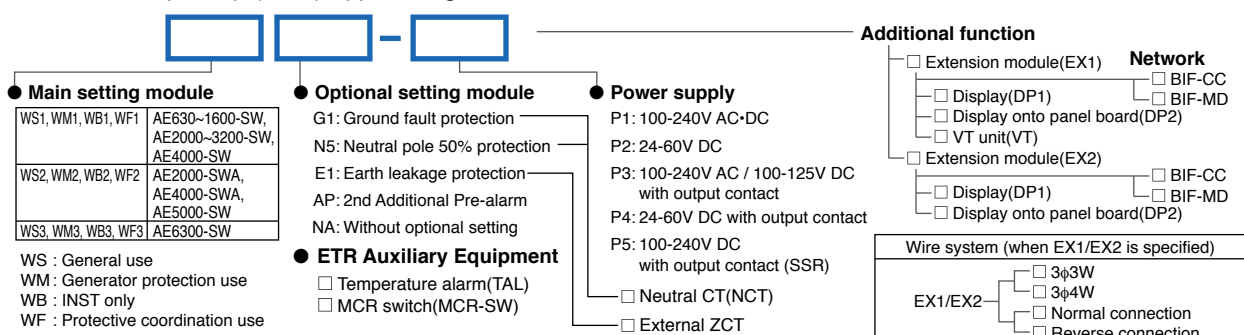 Additional function
Extension module(EX1)
Network
BIF-CC
BIF-MD
Display(DP1)
Display onto panel board(DP2)
VT unit(VT)
Extension module(EX2)
BIF-CC
BIF-MD
Display(DP1)
Display onto panel board(DP2)
● Main setting module
WS1, WM1, WB1, WF1 AE630~1600-SW,
AE2000~3200-SW,
AE4000-SW
WS2, WM2, WB2, WF2 AE2000-SWA,
AE4000-SWA,
AE5000-SW
WS3, WM3, WB3, WF3 AE6300-SW
WS : General use
WM : Generator protection use
WB : INST only
WF : Protective coordination use
● Optional setting module
G1: Ground fault protection
N5: Neutral pole 50% protection
E1: Earth leakage protection
AP: 2nd Additional Pre-alarm
NA: Without optional setting
● ETR Auxiliary Equipment
Temperature alarm(TAL)
MCR switch(MCR-SW)
● Power supply
P1: 100-240V AC•DC
P2: 24-60V DC
P3: 100-240V AC / 100-125V DC
with output contact
P4: 24-60V DC with output contact
P5: 100-240V DC
with output contact (SSR)
Neutral CT(NCT)
External ZCT
Wire system (when EX1/EX2 is specified)
EX1/EX2
3ϕ3W
3ϕ4W
Normal connection
Reverse connection